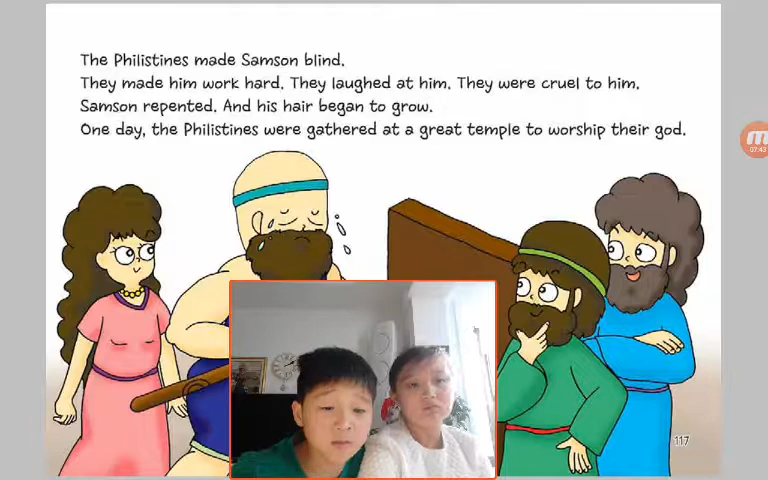 The Philistines made Samson blind.
They made him work hard. They laughed at him. They were cruel to him.
Samson repented. And his hair began to grow.
One day, the Philistines were gathered at a great temple to worship their god.
07:43
117